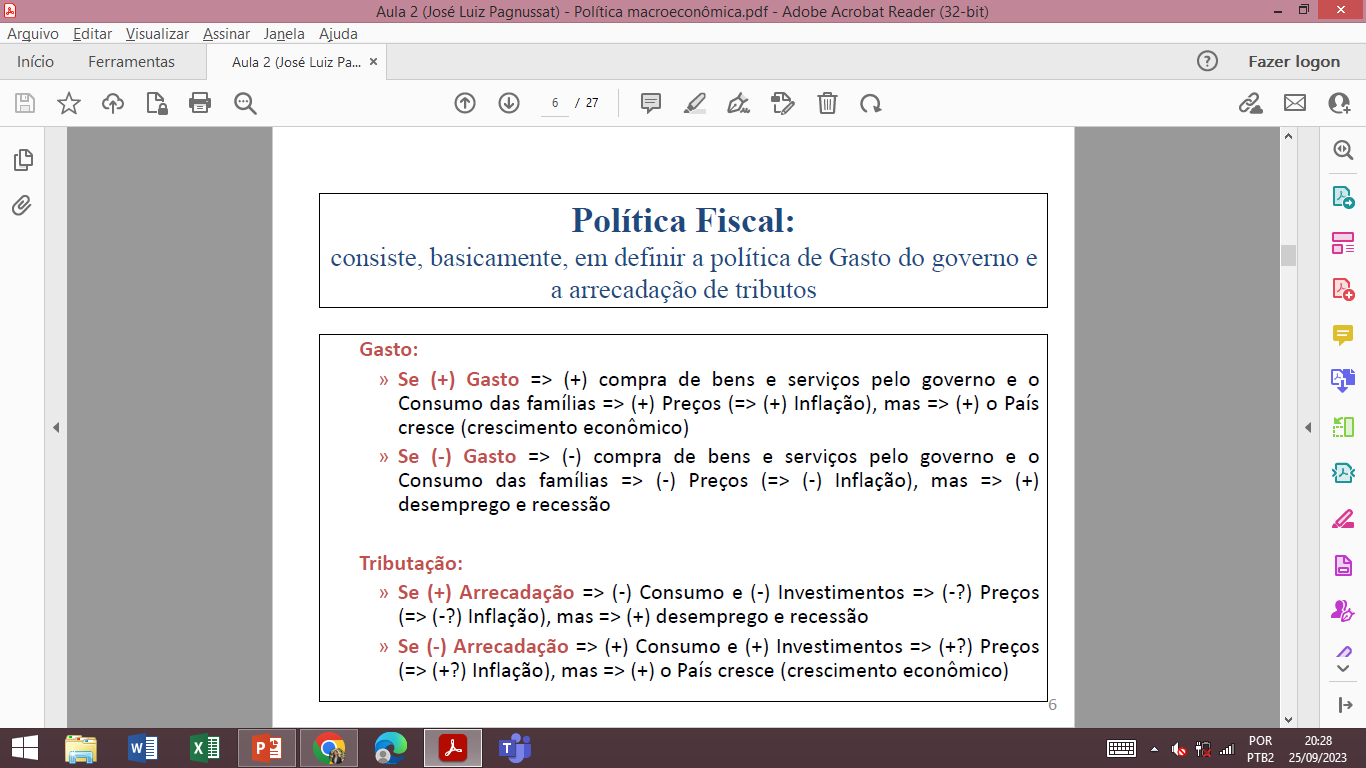 Aula 2 (José Luiz Pagnussat) - Política macroeconômica.pdf - Adobe Acrobat Reader (32-bit)
Arquivo Editar Visualizar Assinar Janela Ajuda
Início Ferramentas Aula 2 (José Luiz Pa... × Fazer logon
6 / 27
Política Fiscal:
consiste, basicamente, em definir a política de Gasto do governo e
a arrecadação de tributos
Gasto:
» Se (+) Gasto => (+) compra de bens e serviços pelo governo e o
Consumo das famílias => (+) Preços (=> (+) Inflação), mas => (+) o País
cresce (crescimento econômico)
» Se (-) Gasto => (-) compra de bens e serviços pelo governo e o
Consumo das famílias => (-) Preços (=> (-) Inflação), mas => (+)
desemprego e recessão
Tributação:
» Se (+) Arrecadação => (-) Consumo e (-) Investimentos => (-?) Preços
(=> (-?) Inflação), mas => (+) desemprego e recessão
» Se (-) Arrecadação => (+) Consumo e (+) Investimentos => (+?) Preços
(=> (+?) Inflação), mas => (+) o País cresce (crescimento econômico)
6
POR 20:28
PTB2 25/09/2023